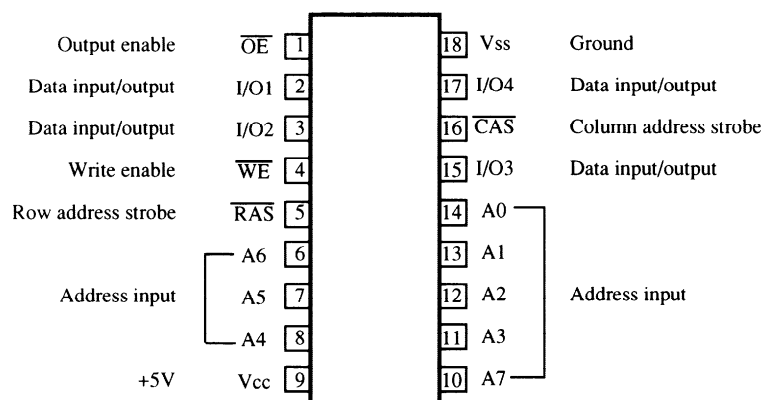 Output enable OE 1 18 Vss Ground
Data input/output I/O1 2 17 I/O4 Data input/output
Data input/output I/O2 3 16 CAS Column address strobe
Write enable WE 4 15 I/O3 Data input/output
Row address strobe RAS 5 14 A0
A6 6 13 A1
Address input A5 7 12 A2 Address input
A4 8 11 A3
+5V Vcc 9 10 A7